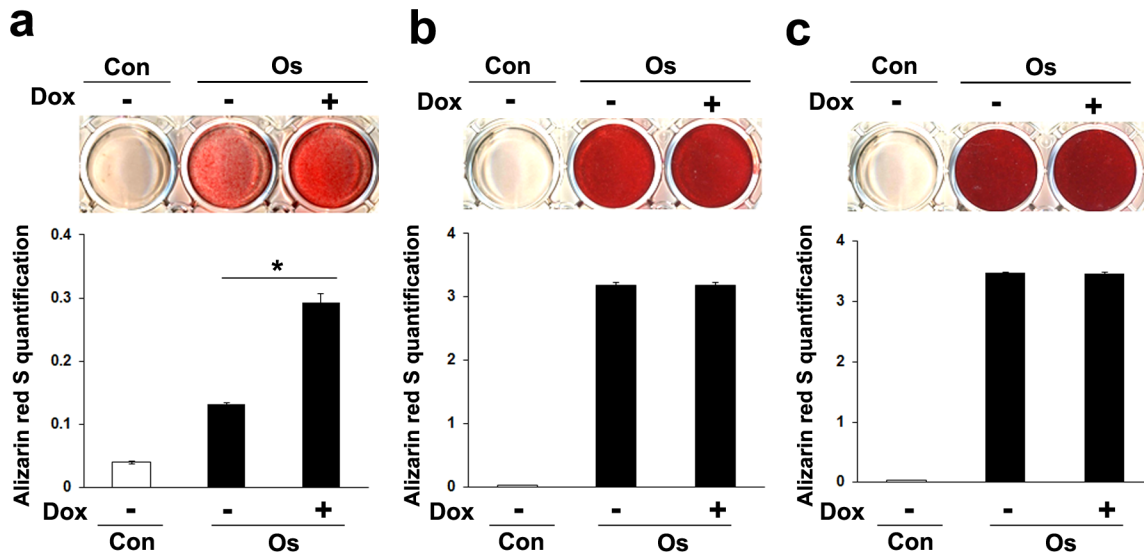 a
Con Os
Dox - - +
Alizarin red S quantification
0.4
0.3
0.2
0.1
0
*
Dox - - +
Con Os
b
Con Os
Dox - - +
Alizarin red S quantification
4
3
2
1
0
Dox - - +
Con Os
c
Con Os
Dox - - +
Alizarin red S quantification
4
3
2
1
0
Dox - - +
Con Os